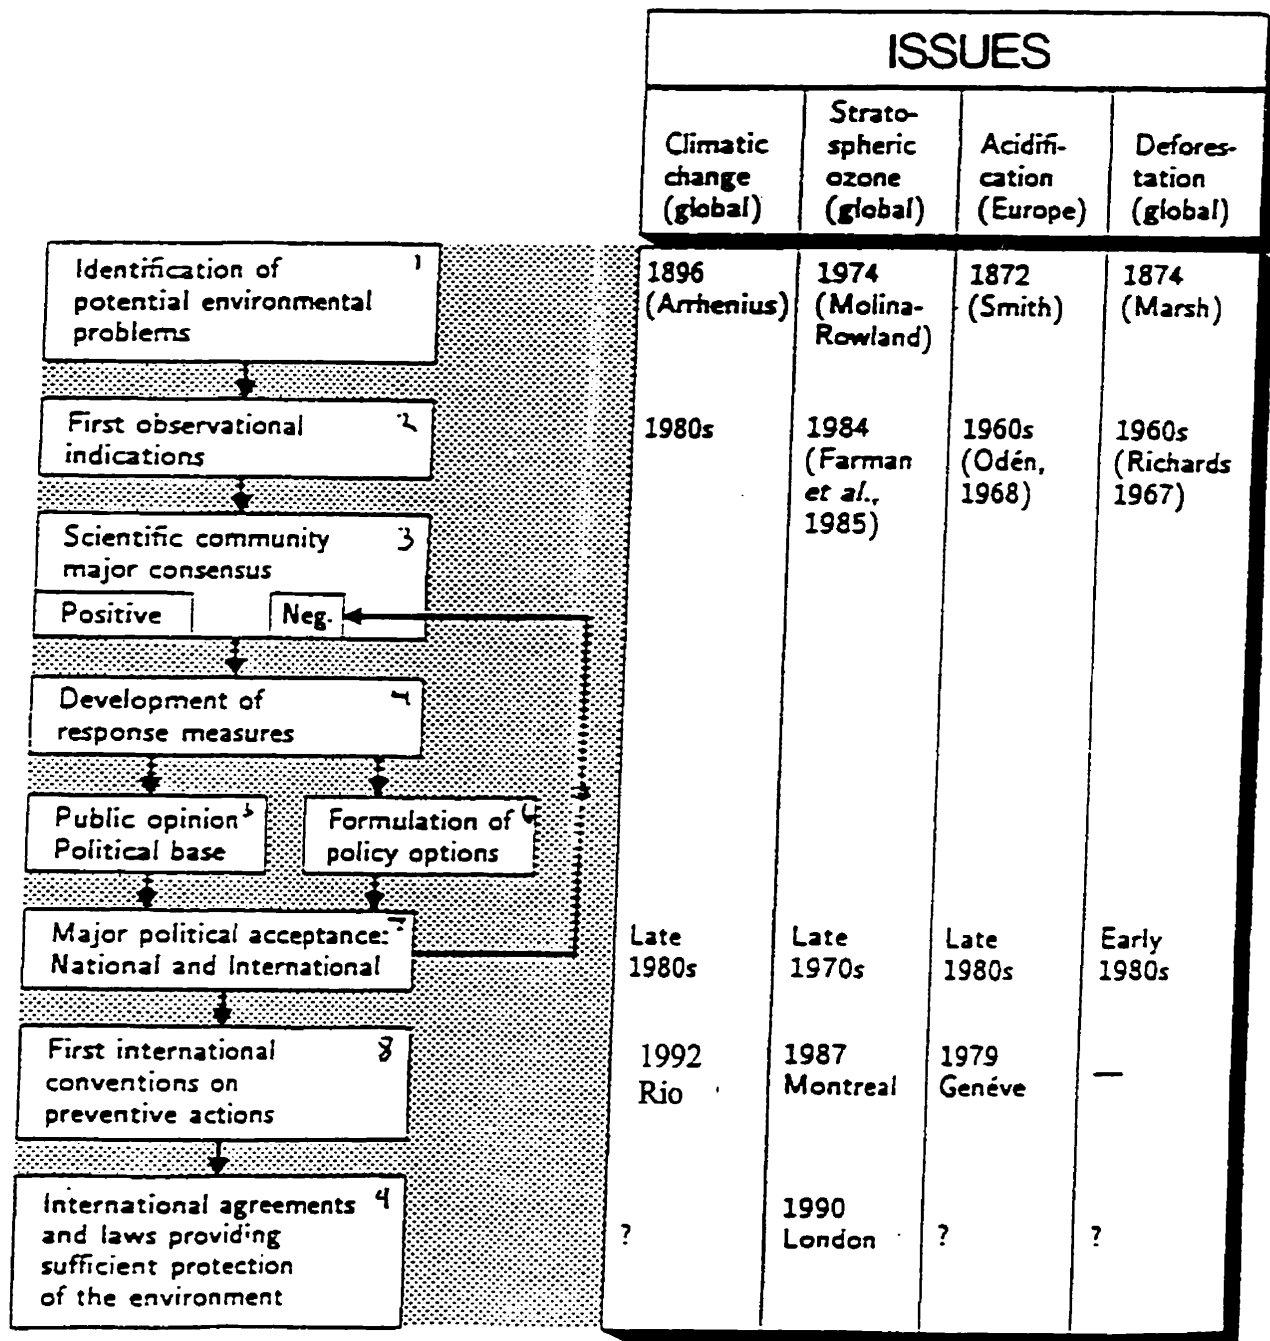 ISSUES
Climatic
change
(global)
Strato-
spheric
ozone
(global)
Acidifi-
cation
(Europe)
Defores-
tation
(global)
Identification of 1
potential environmental
problems
1896
(Arrhenius)
1974
(Molina-
Rowland)
1872
(Smith)
1874
(Marsh)
First observational 2
indications
1980s
1984
(Farman
et al.,
1985)
1960s
(Odén,
1968)
1960s
(Richards
1967)
Scientific community 3
major consensus
Positive
Neg.
Development of
response measures
Public opinion
Political base
Formulation of 6
policy options
Major political acceptance: 7
National and International
Late
1980s
Late
1970s
Late
1980s
Early
1980s
First international 8
conventions on
preventive actions
1992
Rio
1987
Montreal
1979
Genéve
—
International agreements
and laws providing
sufficient protection
of the environment
?
1990
London
?
?